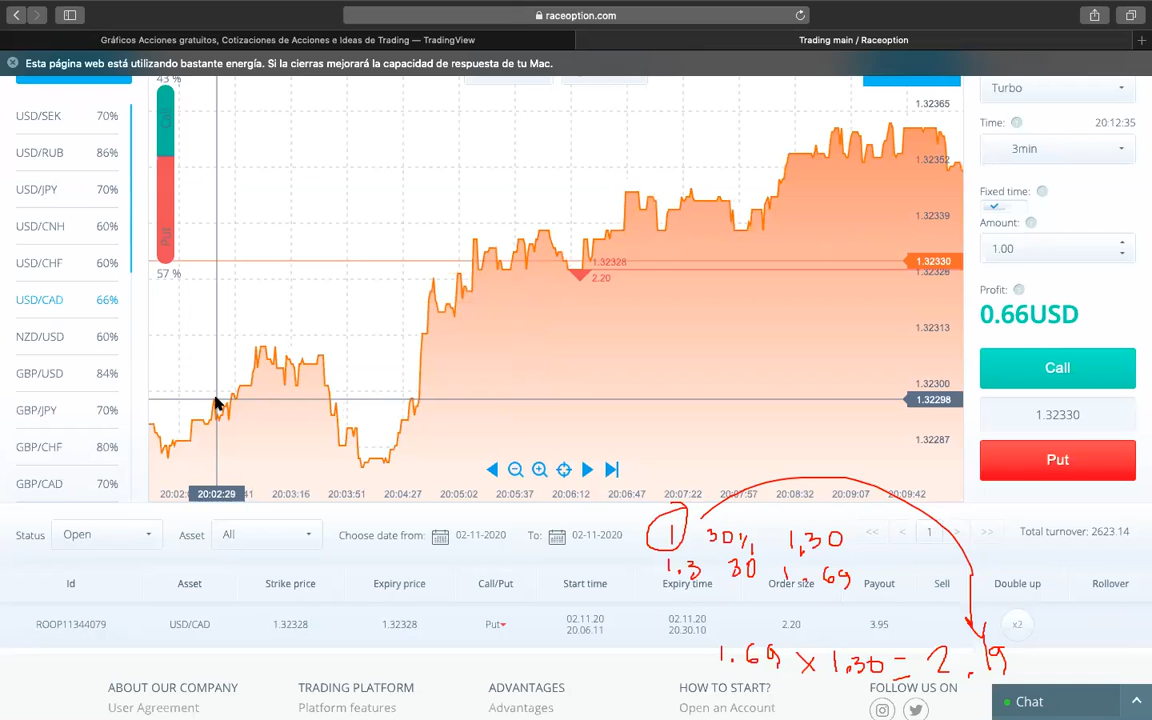 raceoption.com
Gráficos Acciones gratuitos, Cotizaciones de Acciones e Ideas de Trading — TradingView
Trading main / Raceoption
Esta página web está utilizando bastante energía. Si la cierras mejorará la capacidad de respuesta de tu Mac.
USD/SEK 70%
USD/RUB 86%
USD/JPY 70%
USD/CNH 60%
USD/CHF 60%
USD/CAD 66%
NZD/USD 60%
GBP/USD 84%
GBP/JPY 70%
GBP/CHF 80%
GBP/CAD 70%
43 %
Call
Put
57 %
1.32328
2.20
1.32365
1.32352
1.32339
1.32330
1.32328
1.32313
1.32300
1.32298
1.32287
20:02:29
20:03:16 20:03:51 20:04:27 20:05:02 20:05:37 20:06:12 20:06:47 20:07:22 20:07:57 20:08:32 20:09:07 20:09:42
Turbo
Time: 20:12:35
3min
Fixed time:
Amount:
1.00
Profit:
0.66USD
Call
1.32330
Put
Status Open Asset All Choose date from: 02-11-2020 To: 02-11-2020 << < 1 > >> Total turnover: 2623.14
1 30% 1,30
1.3 30 1.69
Id Asset Strike price Expiry price Call/Put Start time Expiry time Order size Payout Sell Double up Rollover
ROOP11344079 USD/CAD 1.32328 1.32328 Put 02.11.20 20.06.11 02.11.20 20.30.10 2.20 3.95 x2
1.69 x 1.30 = 2.19
ABOUT OUR COMPANY TRADING PLATFORM ADVANTAGES HOW TO START? FOLLOW US ON
User Agreement Platform features Advantages Open an Account
Chat